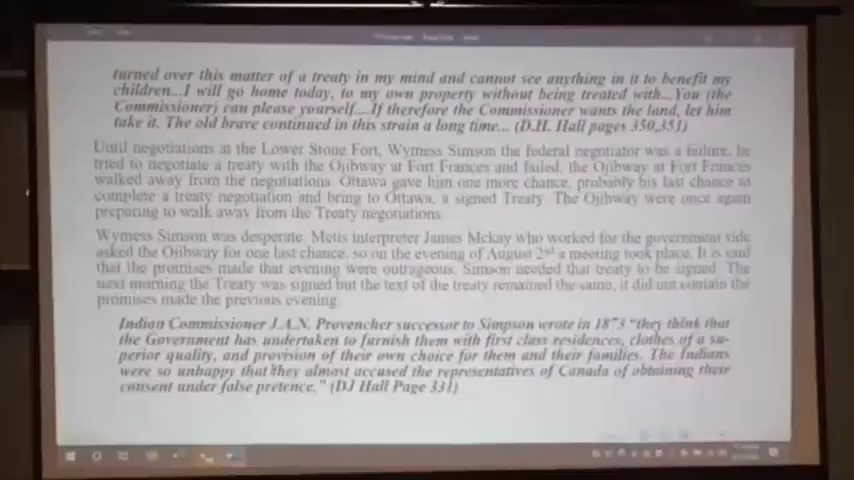 turned over this matter of a treaty in my mind and cannot see anything in it to benefit my
children...I will go home today, to my own property without being treated with...You (the
Commissioner) can please yourself....If therefore the Commissioner wants the land, let him
take it. The old brave continued in this strain a long time... (D.H. Hall pages 350,351)
Until negotiations at the Lower Stone Fort, Wymess Simson the federal negotiator was a failure, he
tried to negotiate a treaty with the Ojibway at Fort Frances and failed, the Ojibway at Fort Frances
walked away from the negotiations. Ottawa gave him one more chance, probably his last chance to
complete a treaty negotiation and bring to Ottawa, a signed Treaty. The Ojibway were once again
preparing to walk away from the Treaty negotiations.
Wymess Simson was desperate. Metis interpreter James Mckay who worked for the government side
asked the Ojibway for one last chance, so on the evening of August 2nd a meeting took place. It is said
that the promises made that evening were outrageous. Simson needed that treaty to be signed. The
next morning the Treaty was signed but the text of the treaty remained the same, it did not contain the
promises made the previous evening.
Indian Commissioner J.A.N. Provencher successor to Simpson wrote in 1873 "they think that
the Government has undertaken to furnish them with first class residences, clothes of a su-
perior quality, and provision of their own choice for them and their families. The Indians
were so unhappy that they almost accused the representatives of Canada of obtaining their
consent under false pretence." (DJ Hall Page 331)